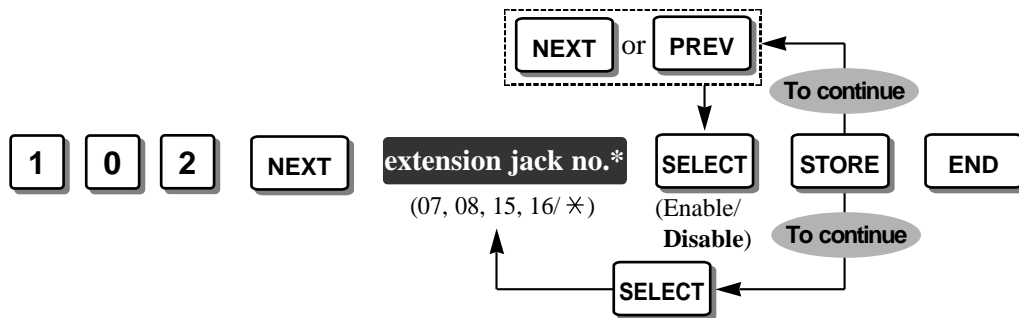 NEXT or PREV
To continue
1 0 2 NEXT extension jack no.* SELECT STORE END
(07, 08, 15, 16/ ✳) (Enable/
Disable) To continue
SELECT